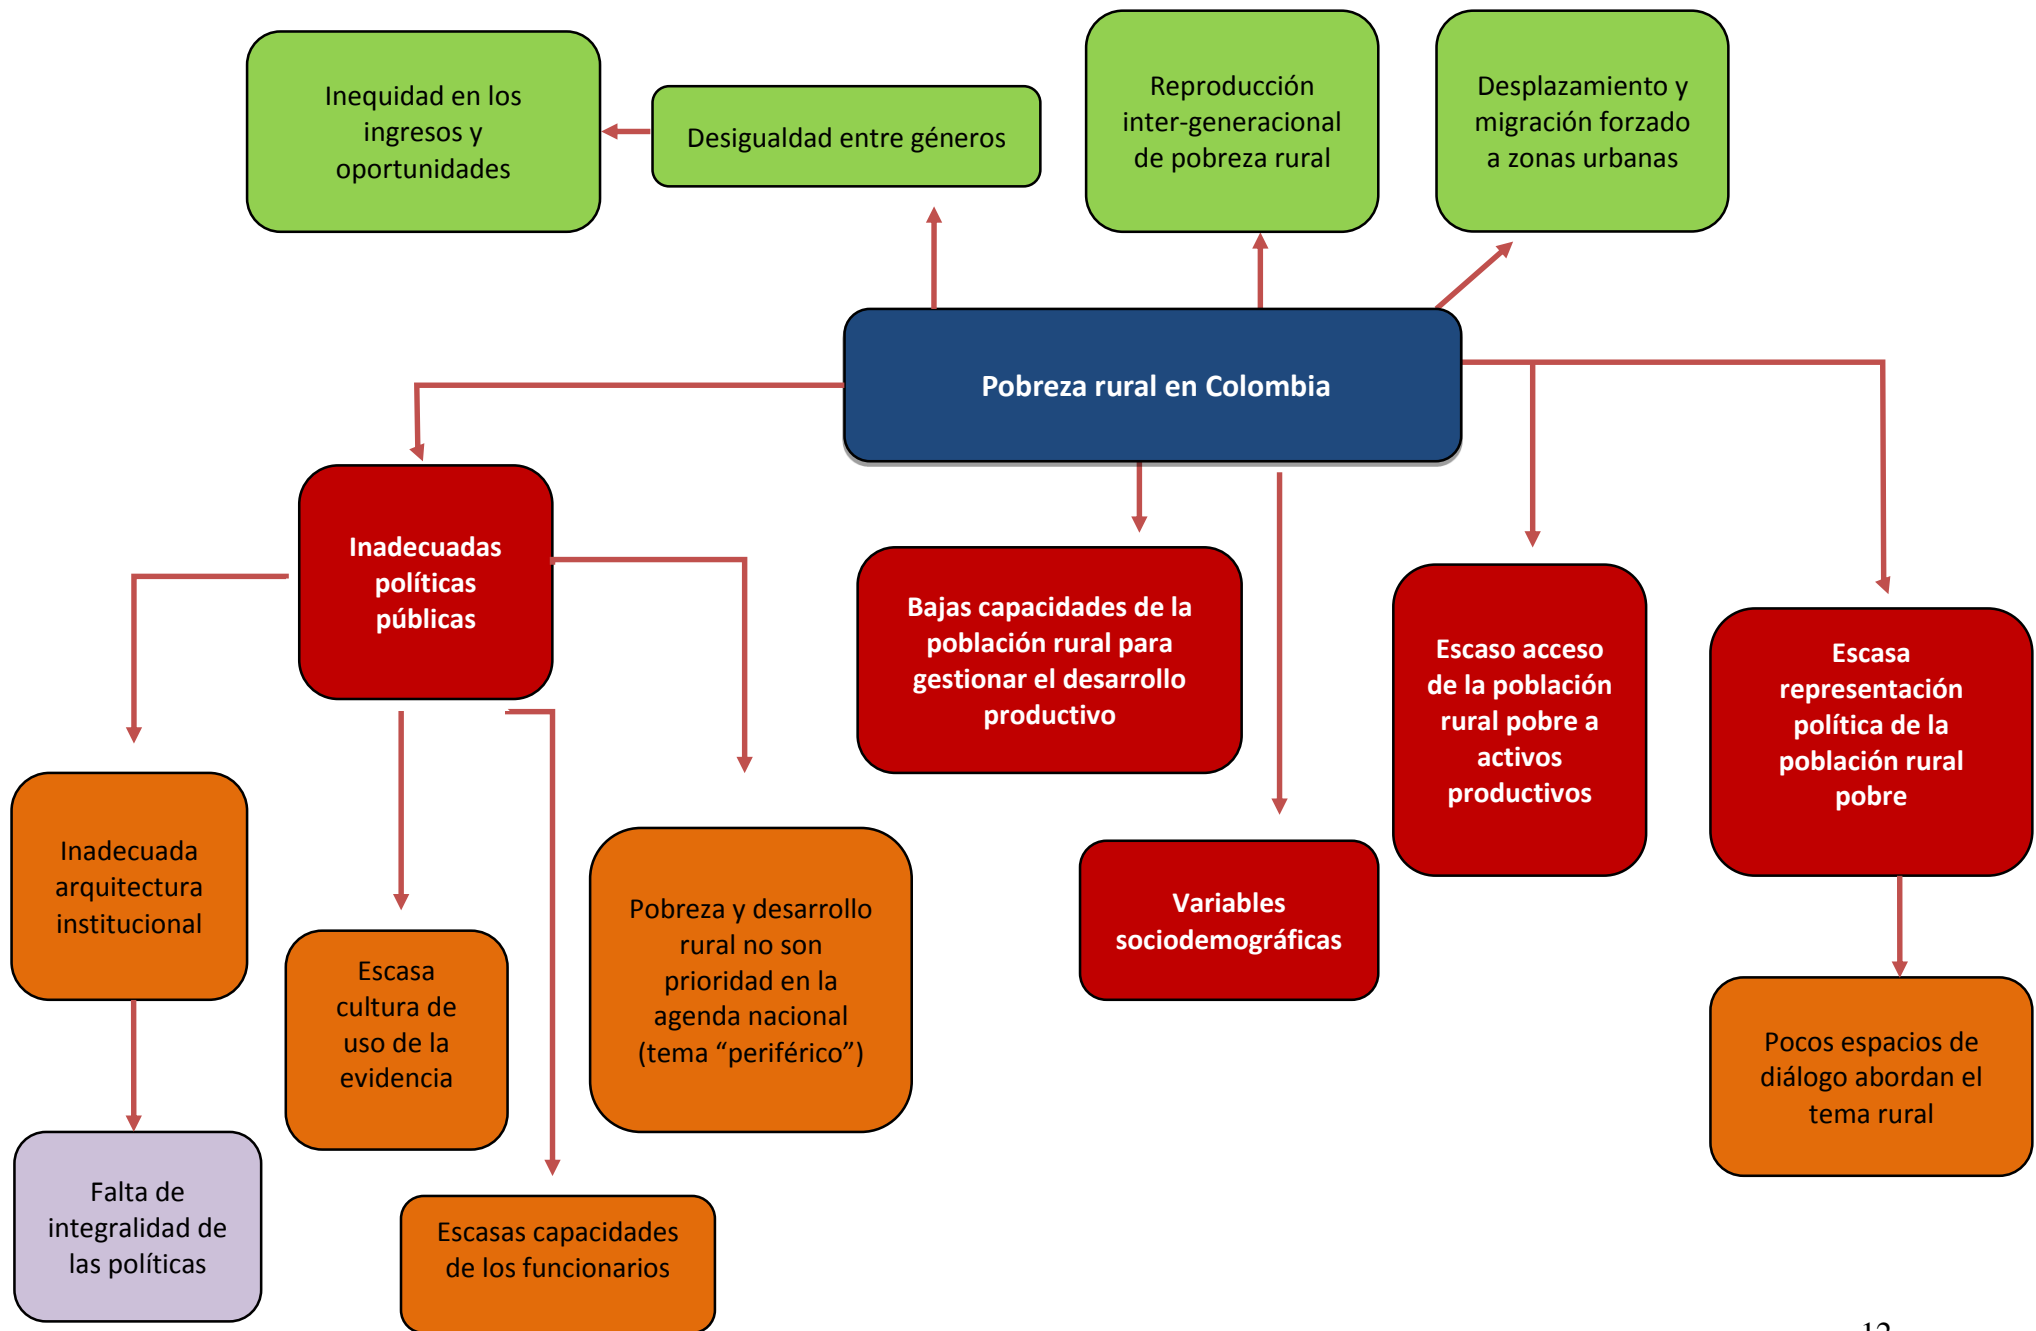 Inequidad en los
ingresos y
oportunidades
Desigualdad entre géneros
Reproducción
inter-generacional
de pobreza rural
Desplazamiento y
migración forzado
a zonas urbanas
Pobreza rural en Colombia
Inadecuadas
políticas
públicas
Bajas capacidades de la
población rural para
gestionar el desarrollo
productivo
Variables
sociodemográficas
Escaso acceso
de la población
rural pobre a
activos
productivos
Escasa
representación
política de la
población rural
pobre
Inadecuada
arquitectura
institucional
Escasa
cultura de
uso de la
evidencia
Pobreza y desarrollo
rural no son
prioridad en la
agenda nacional
(tema “periférico”)
Pocos espacios de
diálogo abordan el
tema rural
Falta de
integralidad de
las políticas
Escasas capacidades
de los funcionarios
12